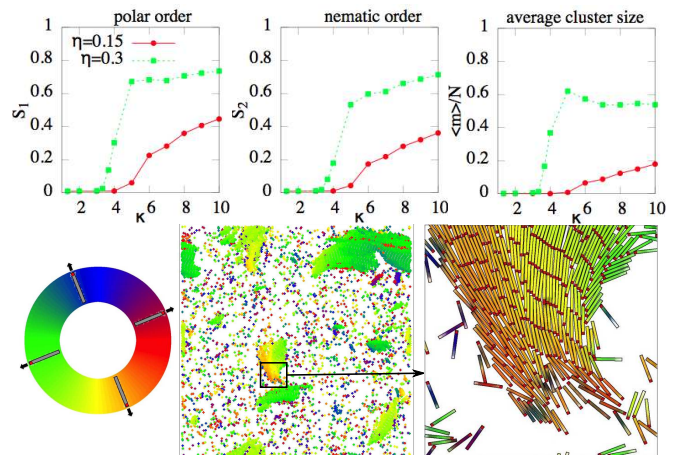 polar order
nematic order
average cluster size
1
0.8
0.6
0.4
0.2
0
S₁
η=0.15
η=0.3
2 4 6 8 10
κ
1
0.8
0.6
0.4
0.2
0
S₂
2 4 6 8 10
κ
1
0.8
0.6
0.4
0.2
0
<m>/N
2 4 6 8 10
κ